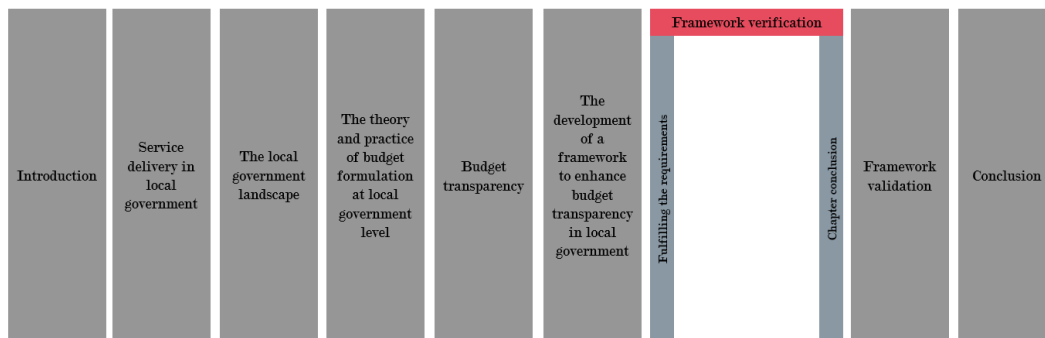 Introduction
Service
delivery in
local
government
The local
government
landscape
The theory
and practice
of budget
formulation
at local
government
level
Budget
transparency
The
development
of a
framework
to enhance
budget
transparency
in local
government
Framework verification
Fulfilling the requirements
Chapter conclusion
Framework
validation
Conclusion